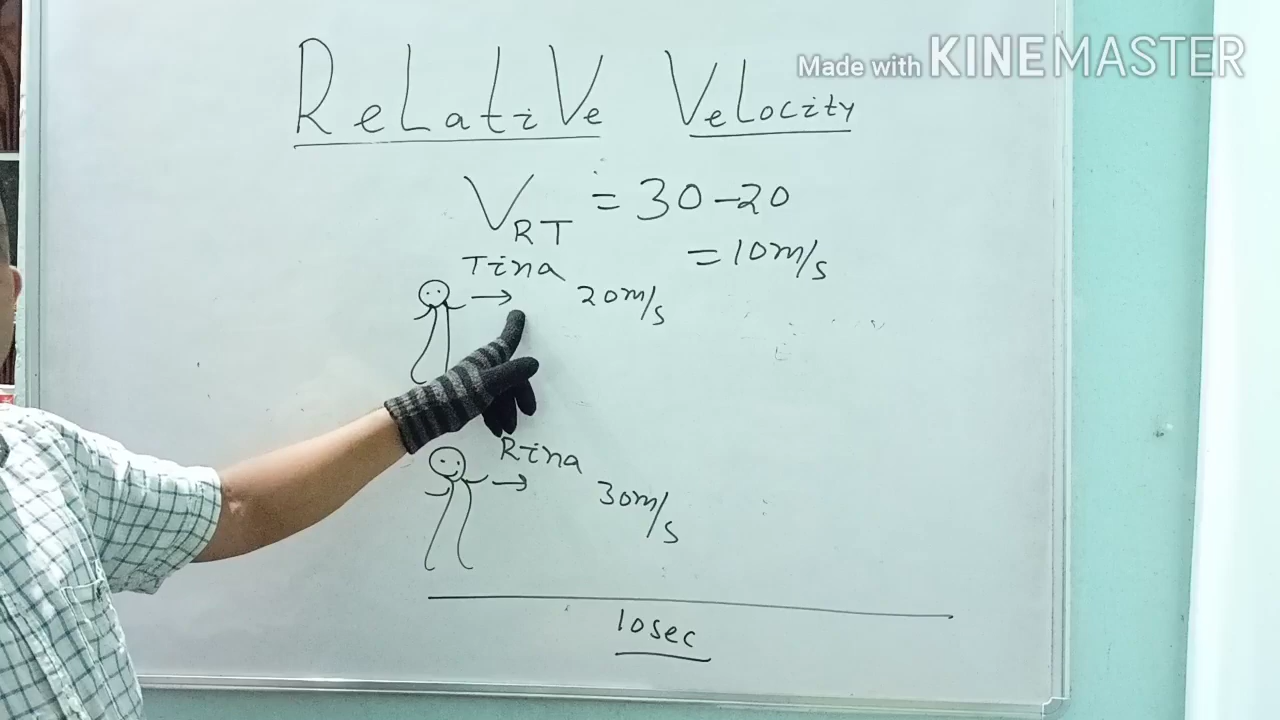 Made with KINEMASTER
ReLatiVe VeLocity
VRT = 30-20
= 10m/s
Tina
20m/s
Rina
30m/s
10sec